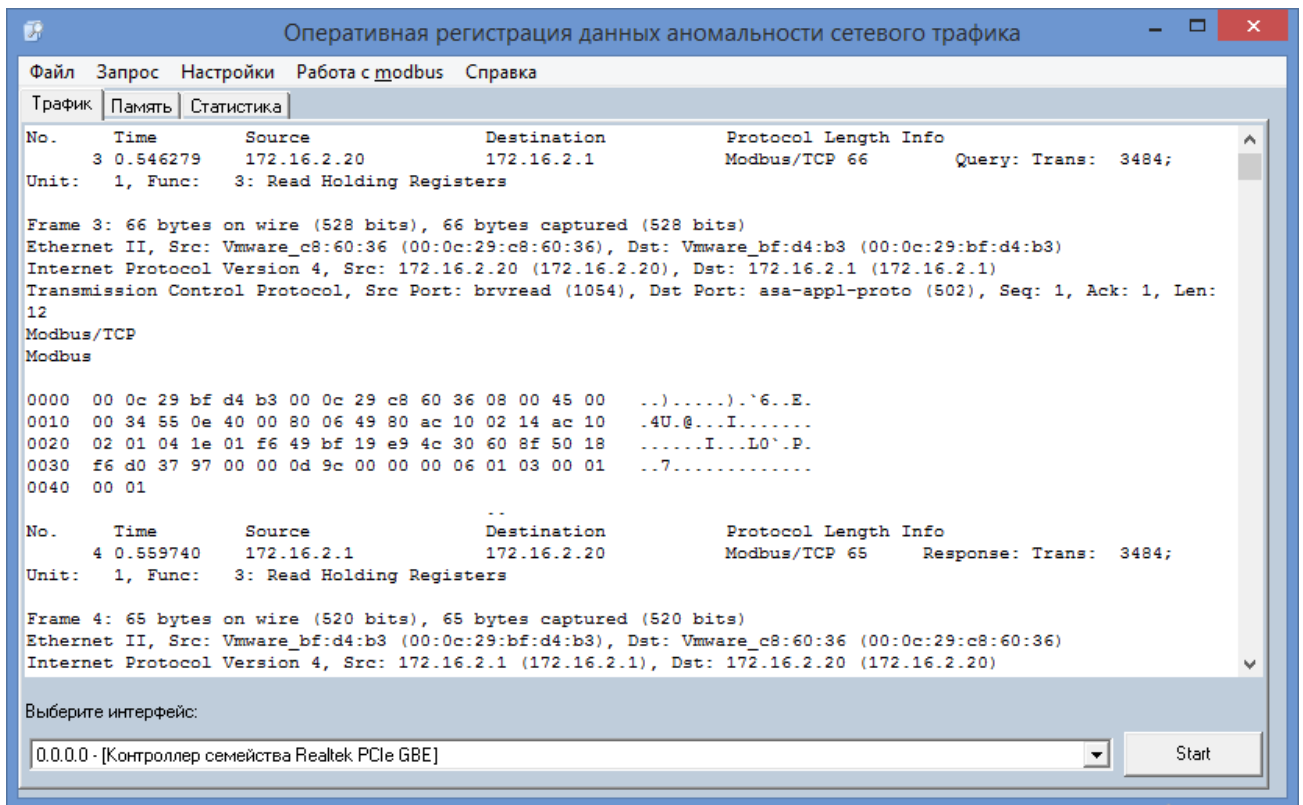 Оперативная регистрация данных аномальности сетевого трафика
Файл Запрос Настройки Работа с modbus Справка
Трафик Память Статистика
No. Time Source Destination Protocol Length Info
3 0.546279 172.16.2.20 172.16.2.1 Modbus/TCP 66 Query: Trans: 3484;
Unit: 1, Func: 3: Read Holding Registers
Frame 3: 66 bytes on wire (528 bits), 66 bytes captured (528 bits)
Ethernet II, Src: Vmware_c8:60:36 (00:0c:29:c8:60:36), Dst: Vmware_bf:d4:b3 (00:0c:29:bf:d4:b3)
Internet Protocol Version 4, Src: 172.16.2.20 (172.16.2.20), Dst: 172.16.2.1 (172.16.2.1)
Transmission Control Protocol, Src Port: brvread (1054), Dst Port: asa-appl-proto (502), Seq: 1, Ack: 1, Len:
12
Modbus/TCP
Modbus
0000 00 0c 29 bf d4 b3 00 0c 29 c8 60 36 08 00 45 00 ..).....).`6..E.
0010 00 34 55 0e 40 00 80 06 49 80 ac 10 02 14 ac 10 .4U.@...I.......
0020 02 01 04 1e 01 f6 49 bf 19 e9 4c 30 60 8f 50 18 ......I...L0`.P.
0030 f6 d0 37 97 00 00 0d 9c 00 00 00 06 01 03 00 01 ..7.............
0040 00 01
..
No. Time Source Destination Protocol Length Info
4 0.559740 172.16.2.1 172.16.2.20 Modbus/TCP 65 Response: Trans: 3484;
Unit: 1, Func: 3: Read Holding Registers
Frame 4: 65 bytes on wire (520 bits), 65 bytes captured (520 bits)
Ethernet II, Src: Vmware_bf:d4:b3 (00:0c:29:bf:d4:b3), Dst: Vmware_c8:60:36 (00:0c:29:c8:60:36)
Internet Protocol Version 4, Src: 172.16.2.1 (172.16.2.1), Dst: 172.16.2.20 (172.16.2.20)
Выберите интерфейс:
0.0.0.0 - [Контроллер семейства Realtek PCIe GBE]
Start